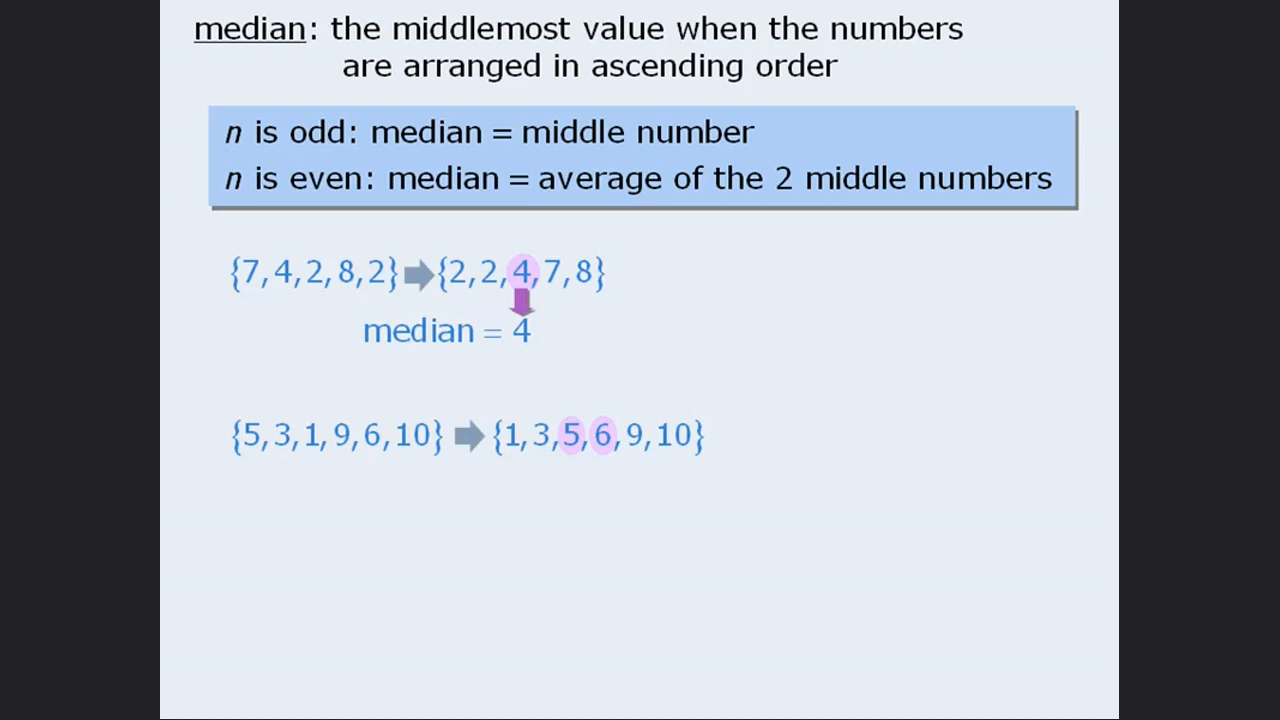 median: the middlemost value when the numbers
are arranged in ascending order
n is odd: median = middle number
n is even: median = average of the 2 middle numbers
{7,4,2,8,2} {2,2,4,7,8}
median = 4
{5,3,1,9,6,10} {1,3,5,6,9,10}